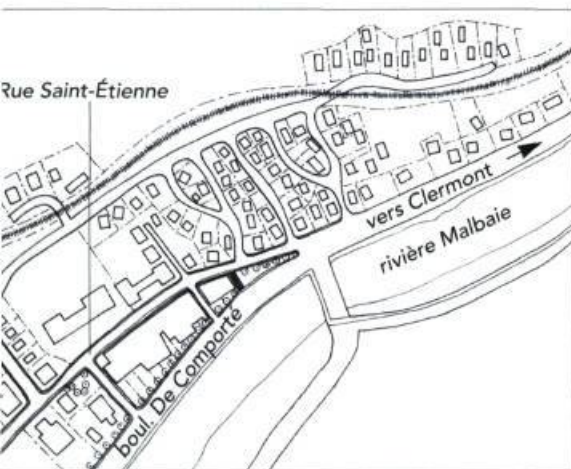 Rue Saint-Étienne
vers Clermont
rivière Malbaie
boul. De Comporté